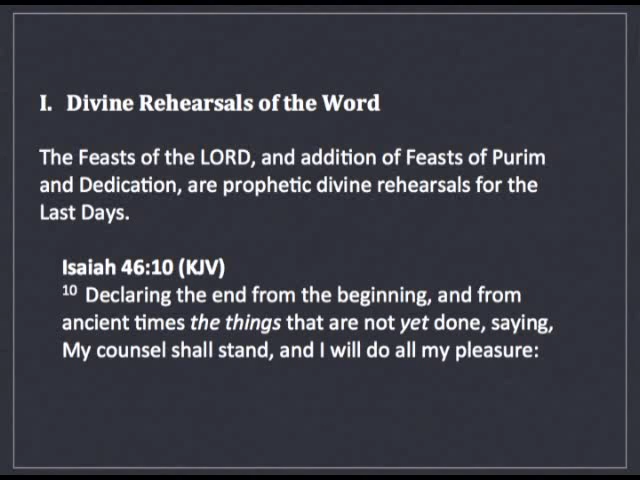 I. Divine Rehearsals of the Word
The Feasts of the LORD, and addition of Feasts of Purim
and Dedication, are prophetic divine rehearsals for the
Last Days.
Isaiah 46:10 (KJV)
10 Declaring the end from the beginning, and from
ancient times the things that are not yet done, saying,
My counsel shall stand, and I will do all my pleasure: